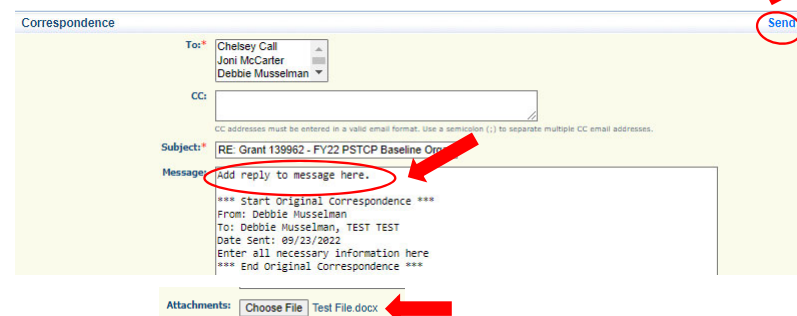 Correspondence Send
To:* Chelsey Call
Joni McCarter
Debbie Musselman
CC:
CC addresses must be entered in a valid email format. Use a semicolon (;) to separate multiple CC email addresses.
Subject:* RE: Grant 139962 - FY22 PSTCP Baseline
Message: Add reply to message here.
*** Start Original Correspondence ***
From: Debbie Musselman
To: Debbie Musselman, TEST TEST
Date Sent: 09/23/2022
Enter all necessary information here
*** End Original Correspondence ***
Attachments: Choose File Test File.docx